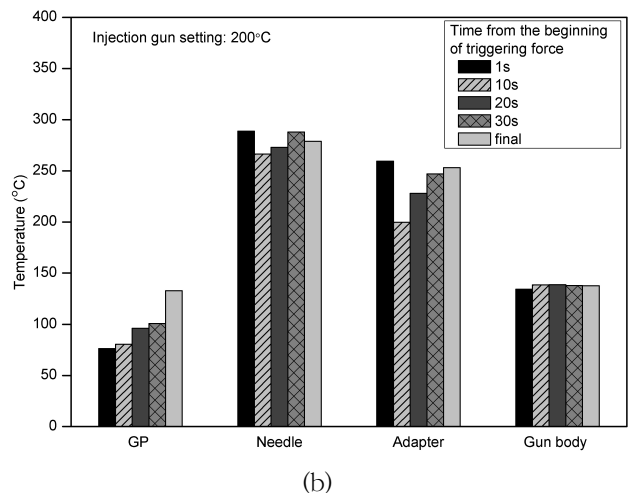 400
350
300
250
200
150
100
50
0
Temperature (°C)
Injection gun setting: 200°C
Time from the beginning
of triggering force
1s
10s
20s
30s
final
GP Needle Adapter Gun body
(b)